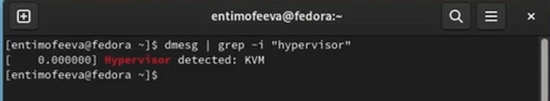 entimofeeva@fedora:~
[entimofeeva@fedora ~]$ dmesg | grep -i "hypervisor"
[    0.000000] Hypervisor detected: KVM
[entimofeeva@fedora ~]$